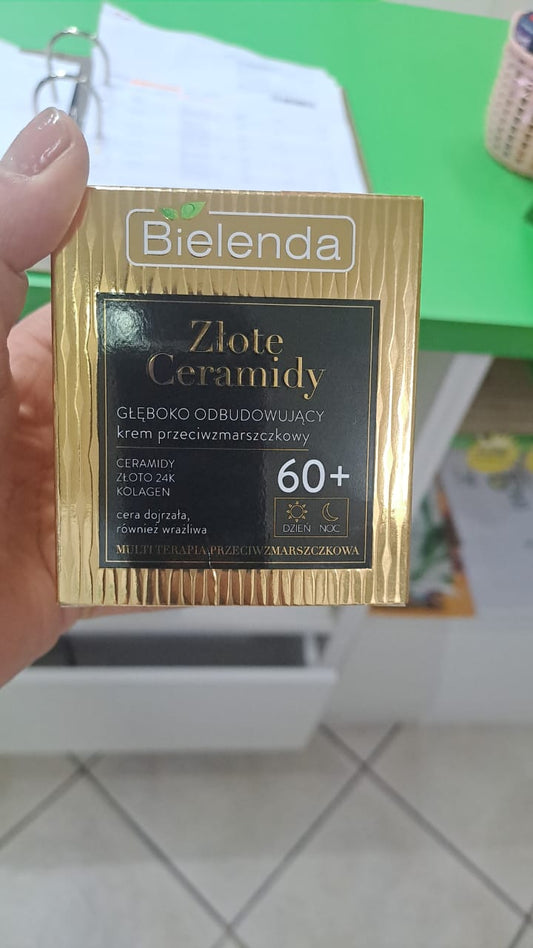 Bielenda
Złote
Ceramidy
GŁĘBOKO ODBUDOWUJĄCY
krem przeciwzmarszczkowy
CERAMIDY
ZŁOTO 24K
KOLAGEN
60+
cera dojrzała,
również wrażliwa
DZIEŃ NOC
MULTI TERAPIA PRZECIWZMARSZCZKOWA